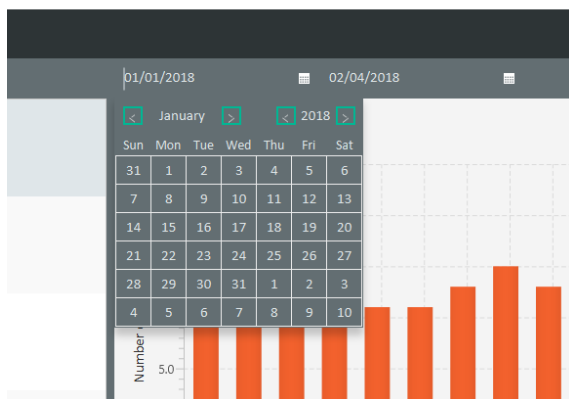 01/01/2018 02/04/2018
< January > < 2018 >
Sun Mon Tue Wed Thu Fri Sat
31 1 2 3 4 5 6
7 8 9 10 11 12 13
14 15 16 17 18 19 20
21 22 23 24 25 26 27
28 29 30 31 1 2 3
4 5 6 7 8 9 10
Number
5.0